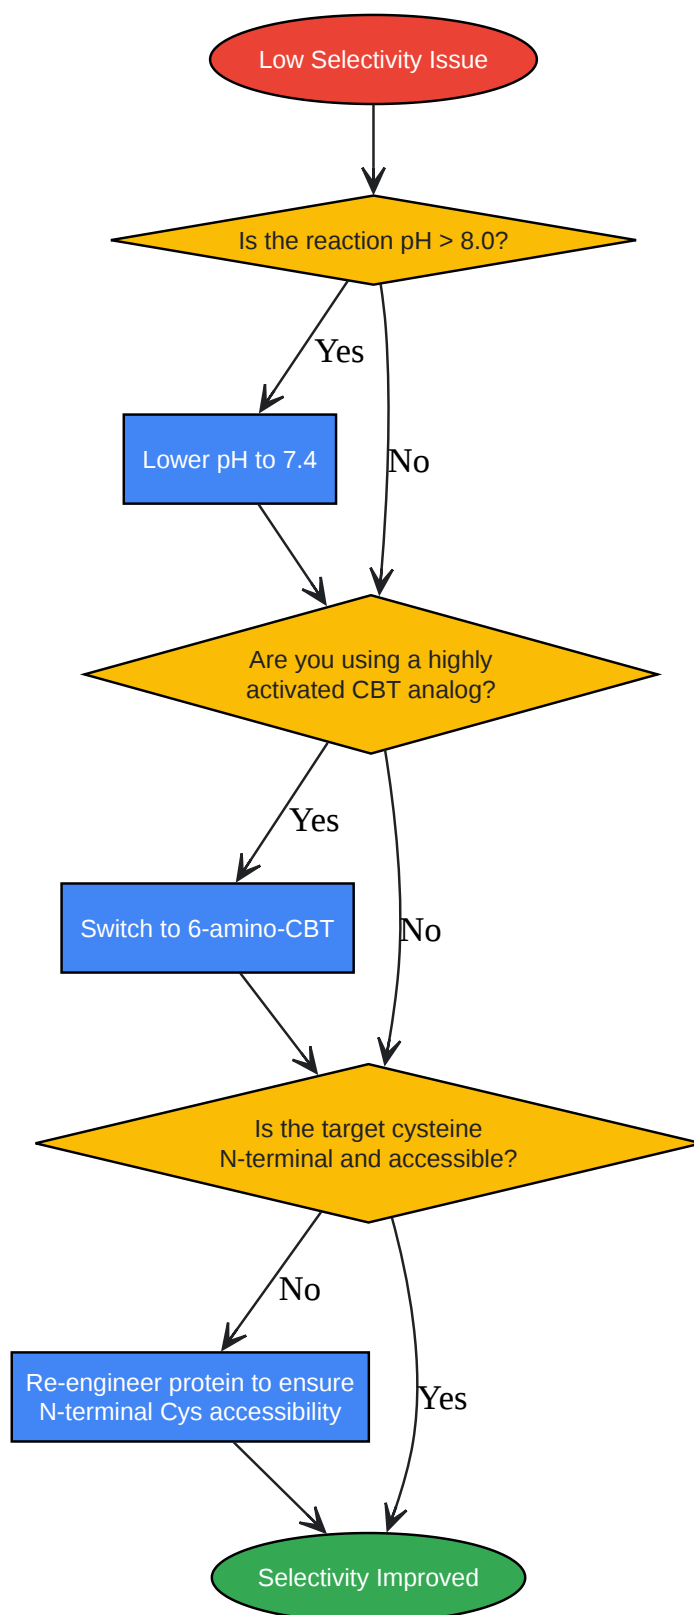 Low Selectivity Issue
Is the reaction pH > 8.0?
Yes
Lower pH to 7.4
No
Are you using a highly
activated CBT analog?
Yes
Switch to 6-amino-CBT
No
Is the target cysteine
N-terminal and accessible?
No
Re-engineer protein to ensure
N-terminal Cys accessibility
Yes
Selectivity Improved